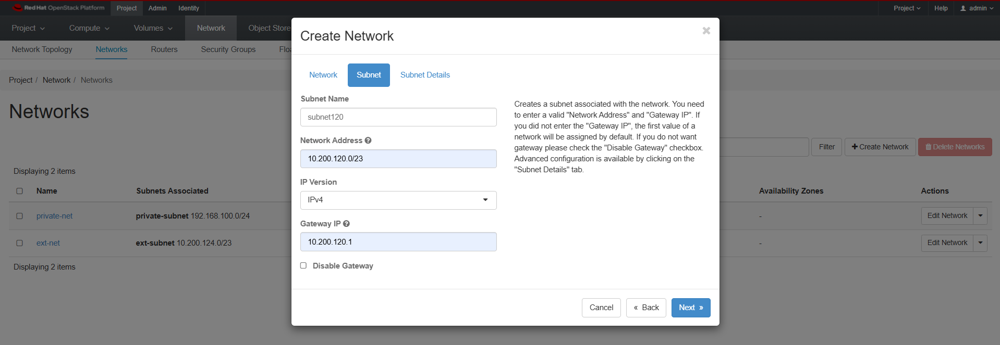 Red Hat OpenStack Platform Project Admin Identity Project Help admin
Project Compute Volumes Network Object Store
Network Topology Networks Routers Security Groups Floa
Project / Network / Networks
Networks
Filter Create Network Delete Networks
Displaying 2 items
Name Subnets Associated Availability Zones Actions
private-net private-subnet 192.168.100.0/24 - Edit Network
ext-net ext-subnet 10.200.124.0/23 - Edit Network
Displaying 2 items
Create Network
×
Network Subnet Subnet Details
Subnet Name
subnet120
Network Address
10.200.120.0/23
IP Version
IPv4
Gateway IP
10.200.120.1
Disable Gateway
Creates a subnet associated with the network. You need
to enter a valid "Network Address" and "Gateway IP". If
you did not enter the "Gateway IP", the first value of a
network will be assigned by default. If you do not want
gateway please check the "Disable Gateway" checkbox.
Advanced configuration is available by clicking on the
"Subnet Details" tab.
Cancel « Back Next »